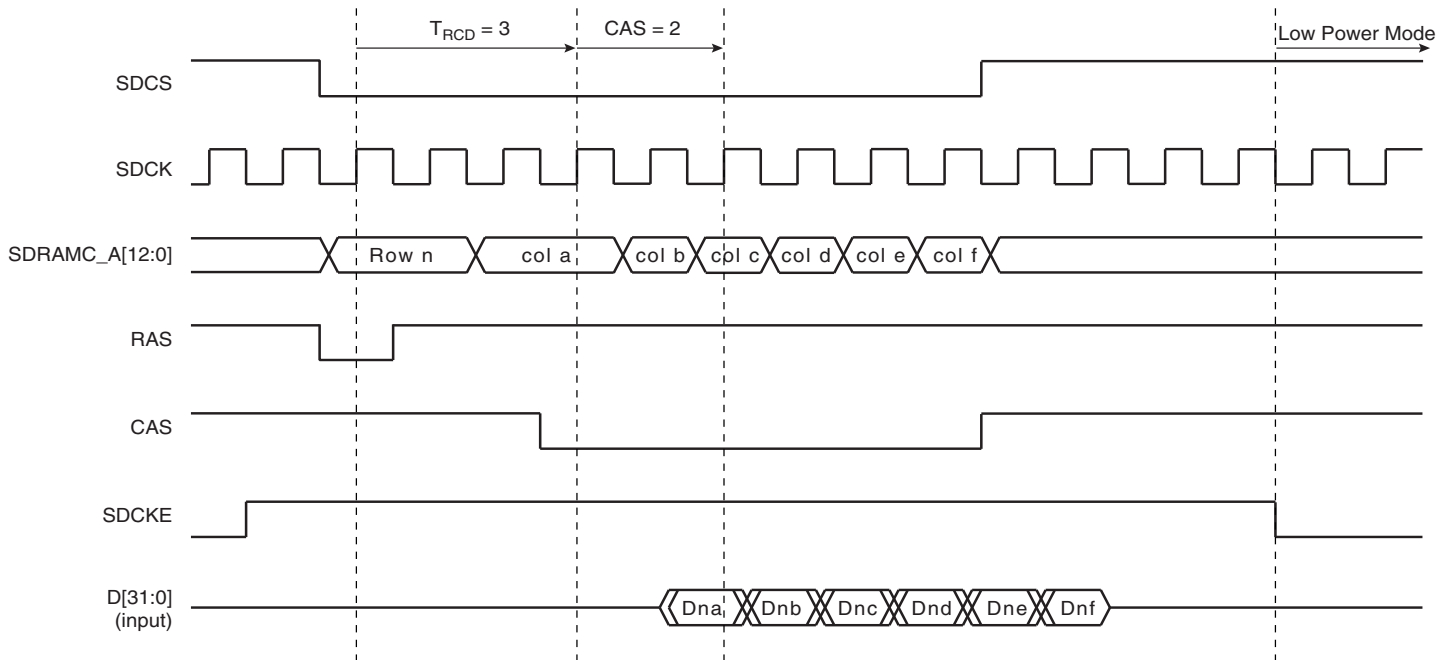 T_RCD = 3
CAS = 2
Low Power Mode
SDCS
SDCK
SDRAMC_A[12:0]
Row n
col a
col b
col c
col d
col e
col f
RAS
CAS
SDCKE
D[31:0]
(input)
Dna
Dnb
Dnc
Dnd
Dne
Dnf